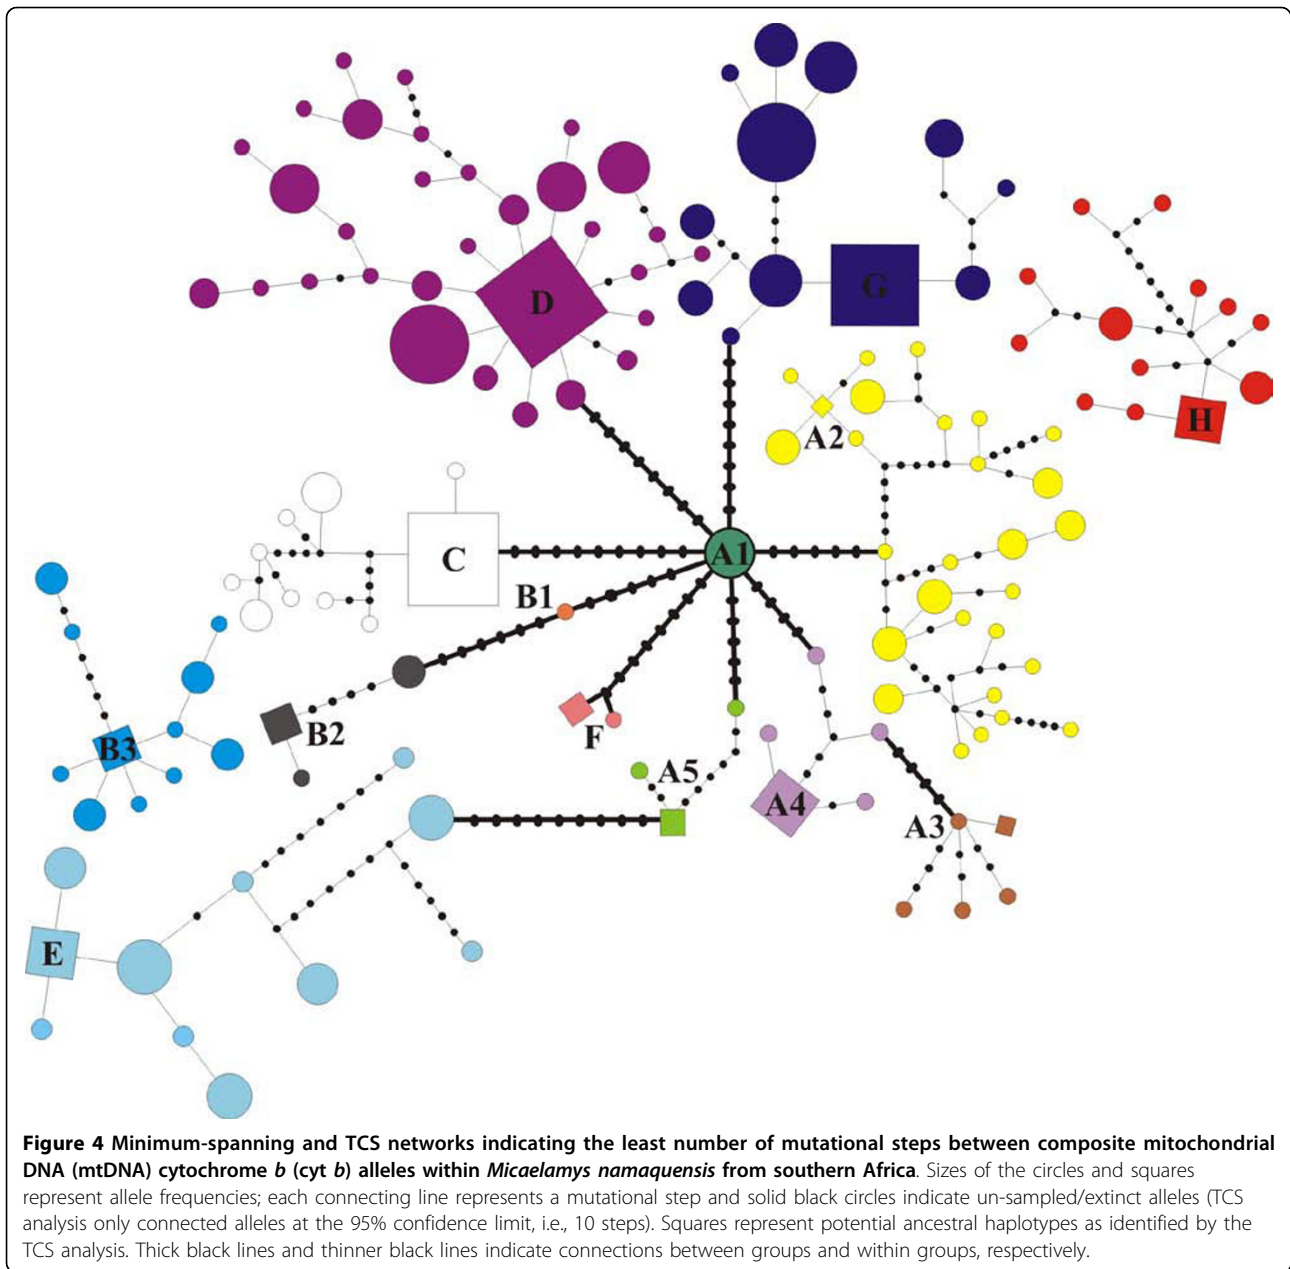 D
G
H
A2
A1
C
B1
B3
B2
F
A5
A4
A3
E
Figure 4 Minimum-spanning and TCS networks indicating the least number of mutational steps between composite mitochondrial
DNA (mtDNA) cytochrome b (cyt b) alleles within Micaelamys namaquensis from southern Africa. Sizes of the circles and squares
represent allele frequencies; each connecting line represents a mutational step and solid black circles indicate un-sampled/extinct alleles (TCS
analysis only connected alleles at the 95% confidence limit, i.e., 10 steps). Squares represent potential ancestral haplotypes as identified by the
TCS analysis. Thick black lines and thinner black lines indicate connections between groups and within groups, respectively.